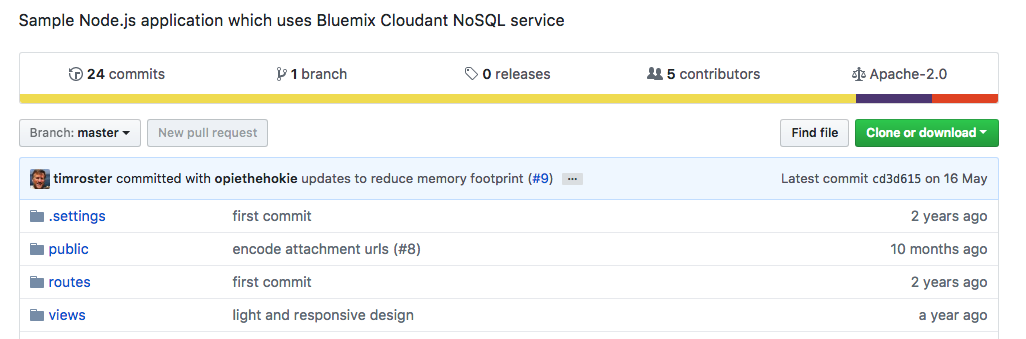 Sample Node.js application which uses Bluemix Cloudant NoSQL service
24 commits 1 branch 0 releases 5 contributors Apache-2.0
Branch: master New pull request Find file Clone or download
timroster committed with opiethehokie updates to reduce memory footprint (#9) ... Latest commit cd3d615 on 16 May
.settings first commit 2 years ago
public encode attachment urls (#8) 10 months ago
routes first commit 2 years ago
views light and responsive design a year ago